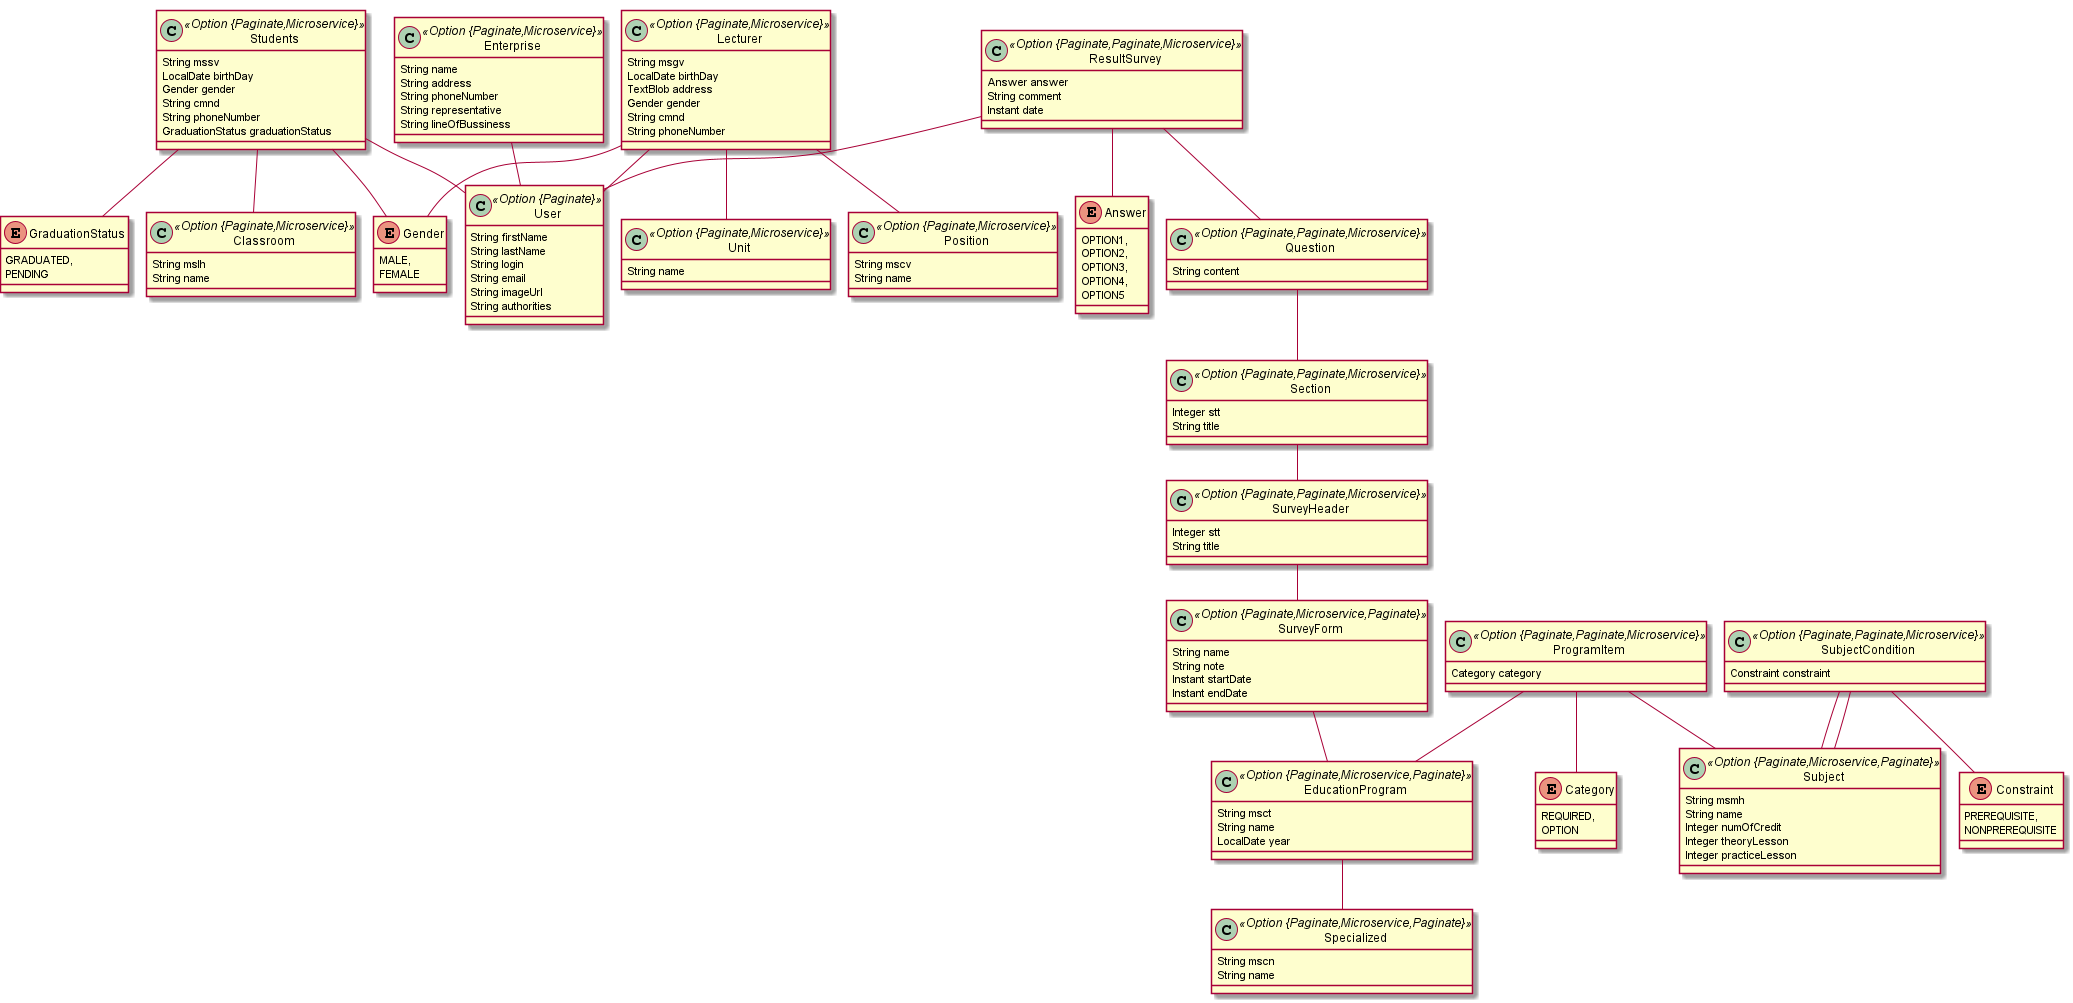 C «Option {Paginate,Microservice}»
Students
String mssv
LocalDate birthDay
Gender gender
String cmnd
String phoneNumber
GraduationStatus graduationStatus
C «Option {Paginate,Microservice}»
Enterprise
String name
String address
String phoneNumber
String representative
String lineOfBussiness
C «Option {Paginate,Microservice}»
Lecturer
String msgv
LocalDate birthDay
TextBlob address
Gender gender
String cmnd
String phoneNumber
C «Option {Paginate,Paginate,Microservice}»
ResultSurvey
Answer answer
String comment
Instant date
E GraduationStatus
GRADUATED,
PENDING
C «Option {Paginate,Microservice}»
Classroom
String mslh
String name
E Gender
MALE,
FEMALE
C «Option {Paginate}»
User
String firstName
String lastName
String login
String email
String imageUrl
String authorities
C «Option {Paginate,Microservice}»
Unit
String name
C «Option {Paginate,Microservice}»
Position
String mscv
String name
E Answer
OPTION1,
OPTION2,
OPTION3,
OPTION4,
OPTION5
C «Option {Paginate,Paginate,Microservice}»
Question
String content
C «Option {Paginate,Paginate,Microservice}»
Section
Integer stt
String title
C «Option {Paginate,Paginate,Microservice}»
SurveyHeader
Integer stt
String title
C «Option {Paginate,Microservice,Paginate}»
SurveyForm
String name
String note
Instant startDate
Instant endDate
C «Option {Paginate,Paginate,Microservice}»
ProgramItem
Category category
C «Option {Paginate,Paginate,Microservice}»
SubjectCondition
Constraint constraint
C «Option {Paginate,Microservice,Paginate}»
EducationProgram
String msct
String name
LocalDate year
E Category
REQUIRED,
OPTION
C «Option {Paginate,Microservice,Paginate}»
Subject
String msmh
String name
Integer numOfCredit
Integer theoryLesson
Integer practiceLesson
E Constraint
PREREQUISITE,
NONPREREQUISITE
C «Option {Paginate,Microservice,Paginate}»
Specialized
String mscn
String name